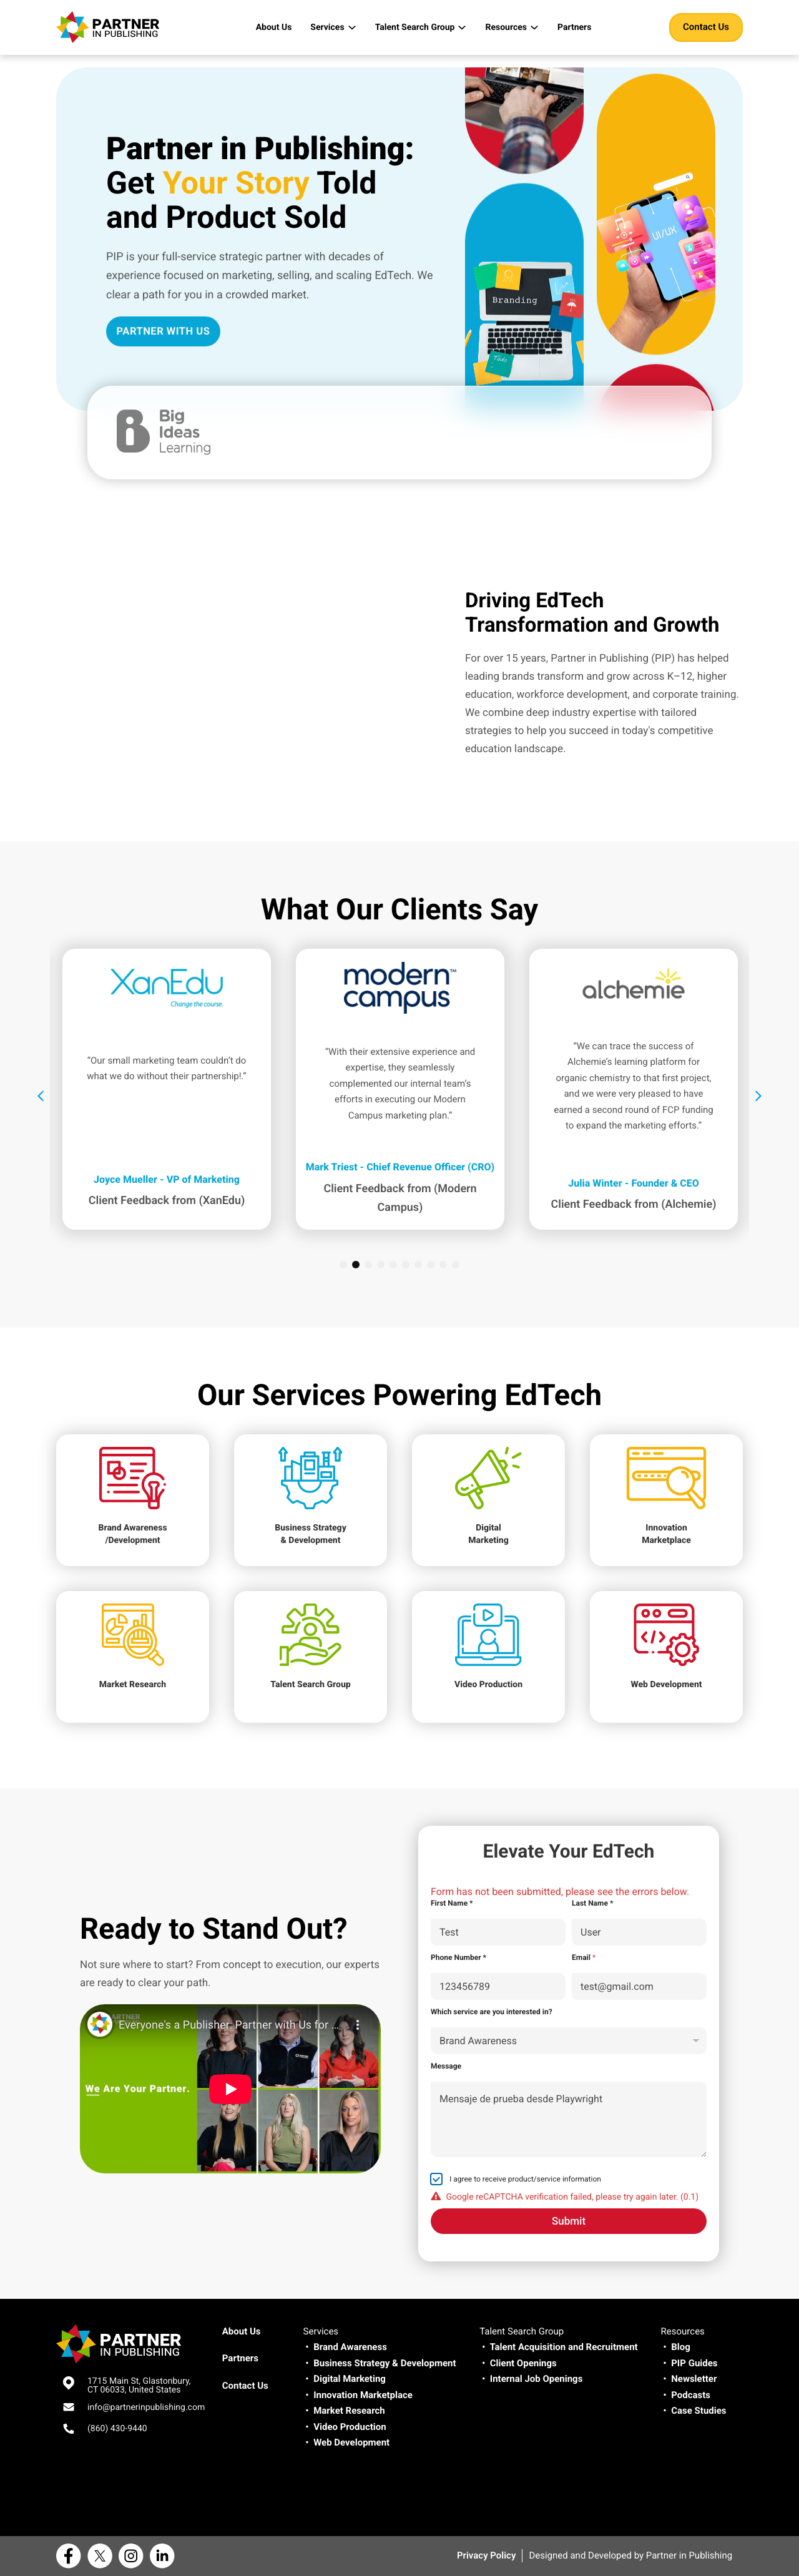 PARTNER
IN PUBLISHING
About Us
Services
Talent Search Group
Resources
Partners
Contact Us
Partner in Publishing:
Get Your Story Told
and Product Sold
PIP is your full-service strategic partner with decades of
experience focused on marketing, selling, and scaling EdTech. We
clear a path for you in a crowded market.
PARTNER WITH US
Branding
UI/UX
Big
Ideas
Learning
Driving EdTech
Transformation and Growth
For over 15 years, Partner in Publishing (PIP) has helped
leading brands transform and grow across K–12, higher
education, workforce development, and corporate training.
We combine deep industry expertise with tailored
strategies to help you succeed in today's competitive
education landscape.
What Our Clients Say
XanEdu
Change the course.
“Our small marketing team couldn’t do
what we do without their partnership!.”
Joyce Mueller - VP of Marketing
Client Feedback from (XanEdu)
modern
campus™
“With their extensive experience and
expertise, they seamlessly
complemented our internal team’s
efforts in executing our Modern
Campus marketing plan.”
Mark Triest - Chief Revenue Officer (CRO)
Client Feedback from (Modern
Campus)
alchemie
“We can trace the success of
Alchemie’s learning platform for
organic chemistry to that first project,
and we were very pleased to have
earned a second round of FCP funding
to expand the marketing efforts.”
Julia Winter - Founder & CEO
Client Feedback from (Alchemie)
Our Services Powering EdTech
Brand Awareness
/Development
Business Strategy
& Development
Digital
Marketing
Innovation
Marketplace
Market Research
Talent Search Group
Video Production
Web Development
Ready to Stand Out?
Not sure where to start? From concept to execution, our experts
are ready to clear your path.
Everyone's a Publisher: Partner with Us for ...
We Are Your Partner.
Elevate Your EdTech
Form has not been submitted, please see the errors below.
First Name *
Last Name *
Test
User
Phone Number *
Email *
123456789
test@gmail.com
Which service are you interested in?
Brand Awareness
Message
Mensaje de prueba desde Playwright
I agree to receive product/service information
Google reCAPTCHA verification failed, please try again later. (0.1)
Submit
PARTNER
IN PUBLISHING
1715 Main St, Glastonbury,
CT 06033, United States
info@partnerinpublishing.com
(860) 430-9440
About Us
Partners
Contact Us
Services
• Brand Awareness
• Business Strategy & Development
• Digital Marketing
• Innovation Marketplace
• Market Research
• Video Production
• Web Development
Talent Search Group
• Talent Acquisition and Recruitment
• Client Openings
• Internal Job Openings
Resources
• Blog
• PIP Guides
• Newsletter
• Podcasts
• Case Studies
Privacy Policy
Designed and Developed by Partner in Publishing